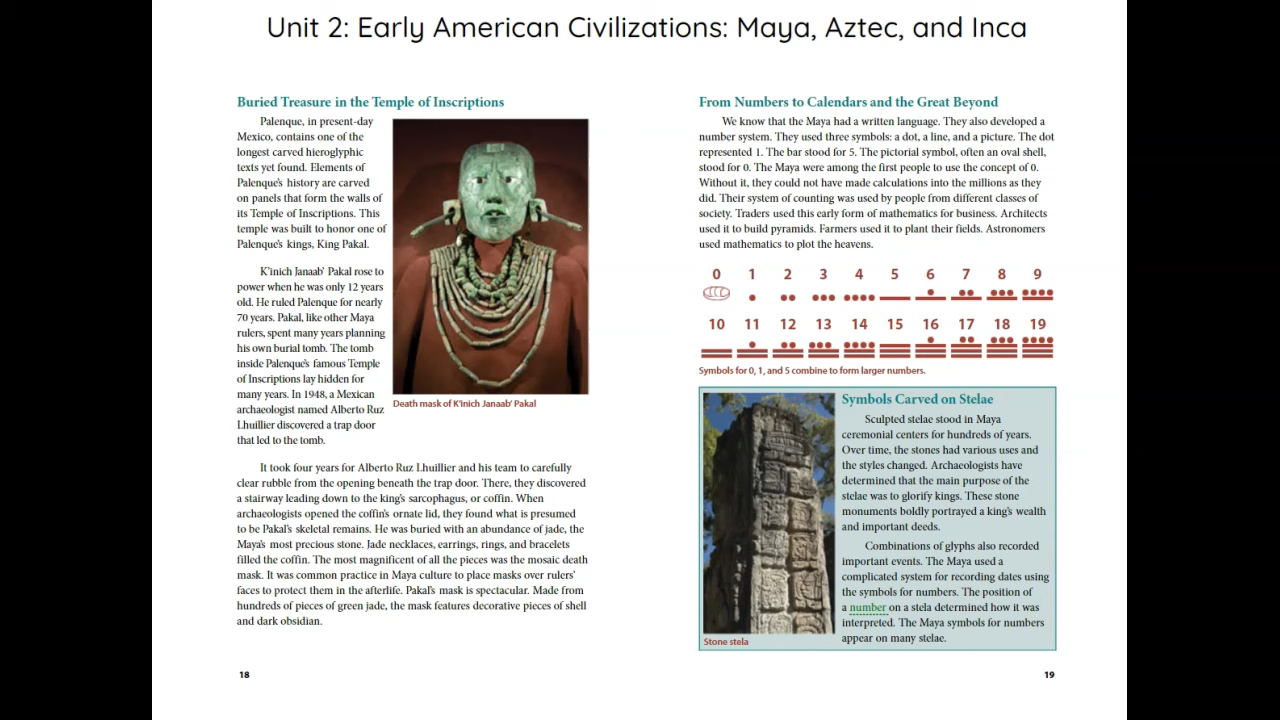 Unit 2: Early American Civilizations: Maya, Aztec, and Inca
Buried Treasure in the Temple of Inscriptions
Palenque, in present-day
Mexico, contains one of the
longest carved hieroglyphic
texts yet found. Elements of
Palenque's history are carved
on panels that form the walls of
its Temple of Inscriptions. This
temple was built to honor one of
Palenque's kings, King Pakal.
K'inich Janaab' Pakal rose to
power when he was only 12 years
old. He ruled Palenque for nearly
70 years. Pakal, like other Maya
rulers, spent many years planning
his own burial tomb. The tomb
inside Palenque's famous Temple
of Inscriptions lay hidden for
many years. In 1948, a Mexican
archaeologist named Alberto Ruz
Lhuillier discovered a trap door
that led to the tomb.
Death mask of K'inich Janaab' Pakal
It took four years for Alberto Ruz Lhuillier and his team to carefully
clear rubble from the opening beneath the trap door. There, they discovered
a stairway leading down to the king's sarcophagus, or coffin. When
archaeologists opened the coffin's ornate lid, they found what is presumed
to be Pakal's skeletal remains. He was buried with an abundance of jade, the
Maya's most precious stone. Jade necklaces, earrings, rings, and bracelets
filled the coffin. The most magnificent of all the pieces was the mosaic death
mask. It was common practice in Maya culture to place masks over rulers'
faces to protect them in the afterlife. Pakal's mask is spectacular. Made from
hundreds of pieces of green jade, the mask features decorative pieces of shell
and dark obsidian.
18
From Numbers to Calendars and the Great Beyond
We know that the Maya had a written language. They also developed a
number system. They used three symbols: a dot, a line, and a picture. The dot
represented 1. The bar stood for 5. The pictorial symbol, often an oval shell,
stood for 0. The Maya were among the first people to use the concept of 0.
Without it, they could not have made calculations into the millions as they
did. Their system of counting was used by people from different classes of
society. Traders used this early form of mathematics for business. Architects
used it to build pyramids. Farmers used it to plant their fields. Astronomers
used mathematics to plot the heavens.
0 1 2 3 4 5 6 7 8 9
10 11 12 13 14 15 16 17 18 19
Symbols for 0, 1, and 5 combine to form larger numbers.
Symbols Carved on Stelae
Sculpted stelae stood in Maya
ceremonial centers for hundreds of years.
Over time, the stones had various uses and
the styles changed. Archaeologists have
determined that the main purpose of the
stelae was to glorify kings. These stone
monuments boldly portrayed a king's wealth
and important deeds.
Combinations of glyphs also recorded
important events. The Maya used a
complicated system for recording dates using
the symbols for numbers. The position of
a number on a stela determined how it was
interpreted. The Maya symbols for numbers
appear on many stelae.
Stone stela
19